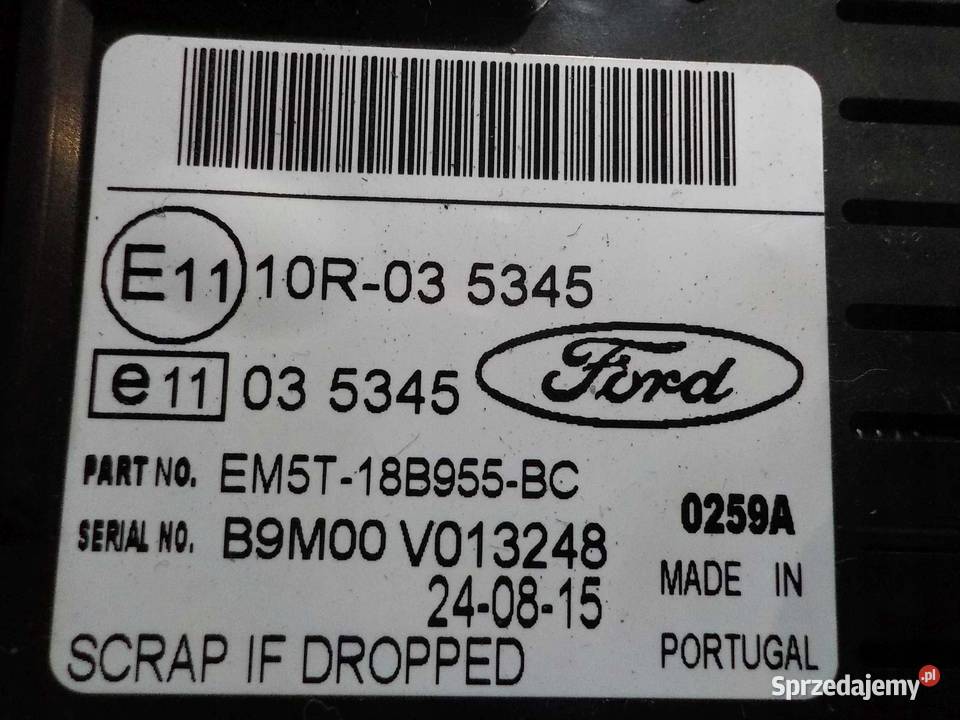 E11 10R-03 5345
e11 03 5345
Ford
PART NO. EM5T-18B955-BC
SERIAL NO. B9M00 V013248
0259A
24-08-15
MADE IN
PORTUGAL
SCRAP IF DROPPED
Sprzedajemy.pl